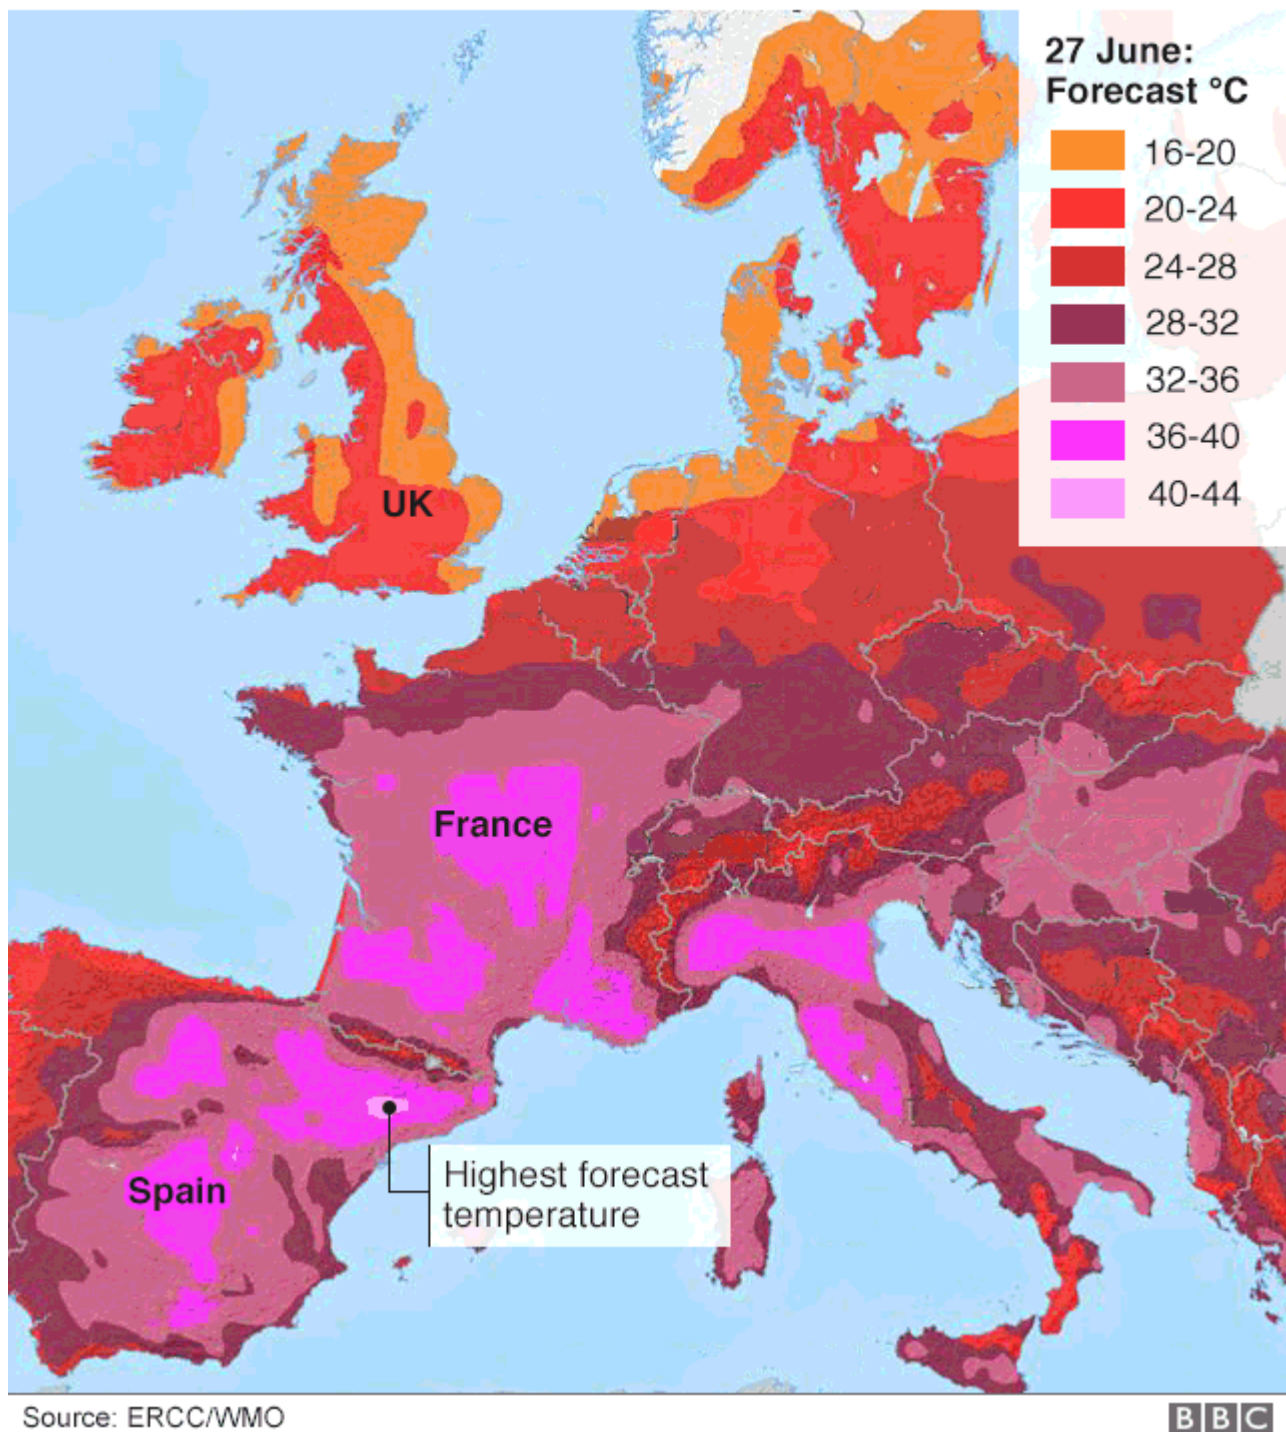 27 June:
Forecast °C
16-20
20-24
24-28
28-32
32-36
36-40
40-44
UK
France
Spain
Highest forecast
temperature
Source: ERCC/WMO
BBC